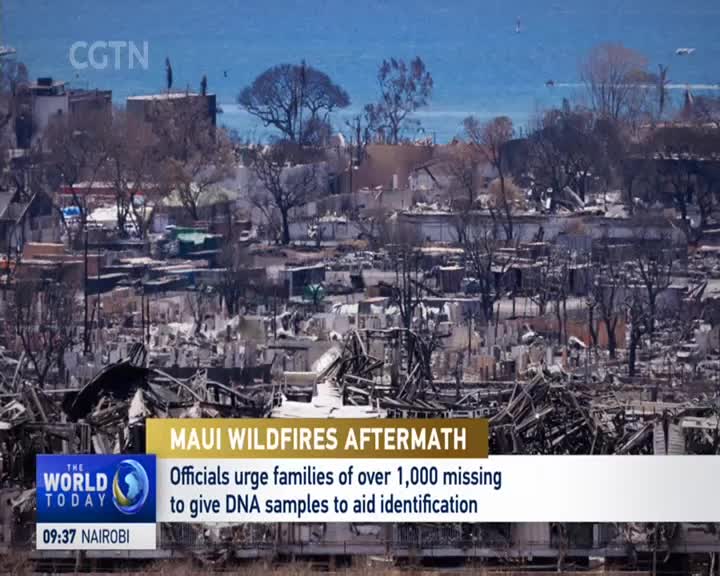 CGTN
MAUI WILDFIRES AFTERMATH
Officials urge families of over 1,000 missing
to give DNA samples to aid identification
THE
WORLD
TODAY
09:37 NAIROBI